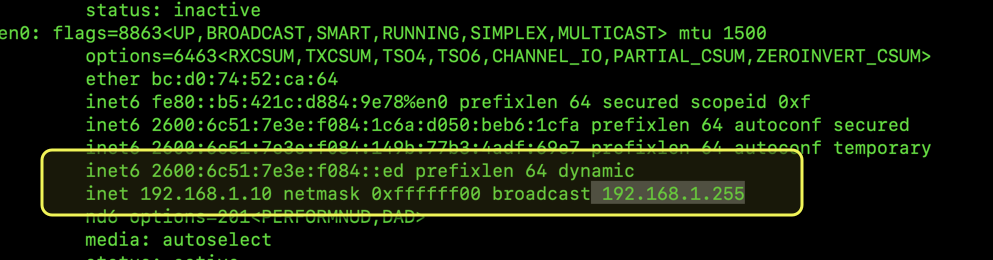 status: inactive
en0: flags=8863<UP,BROADCAST,SMART,RUNNING,SIMPLEX,MULTICAST> mtu 1500
options=6463<RXCSUM,TXCSUM,TSO4,TSO6,CHANNEL_IO,PARTIAL_CSUM,ZEROINVERT_CSUM>
ether bc:d0:74:52:ca:64
inet6 fe80::b5:421c:d884:9e78%en0 prefixlen 64 secured scopeid 0xf
inet6 2600:6c51:7e3e:f084:1c6a:d050:beb6:1cfa prefixlen 64 autoconf secured
inet6 2600:6c51:7e3e:f084:149b:77b3:4adf:69e7 prefixlen 64 autoconf temporary
inet6 2600:6c51:7e3e:f084::ed prefixlen 64 dynamic
inet 192.168.1.10 netmask 0xffffff00 broadcast 192.168.1.255
nd6 options=201<PERFORMNUD,DAD>
media: autoselect
status: active